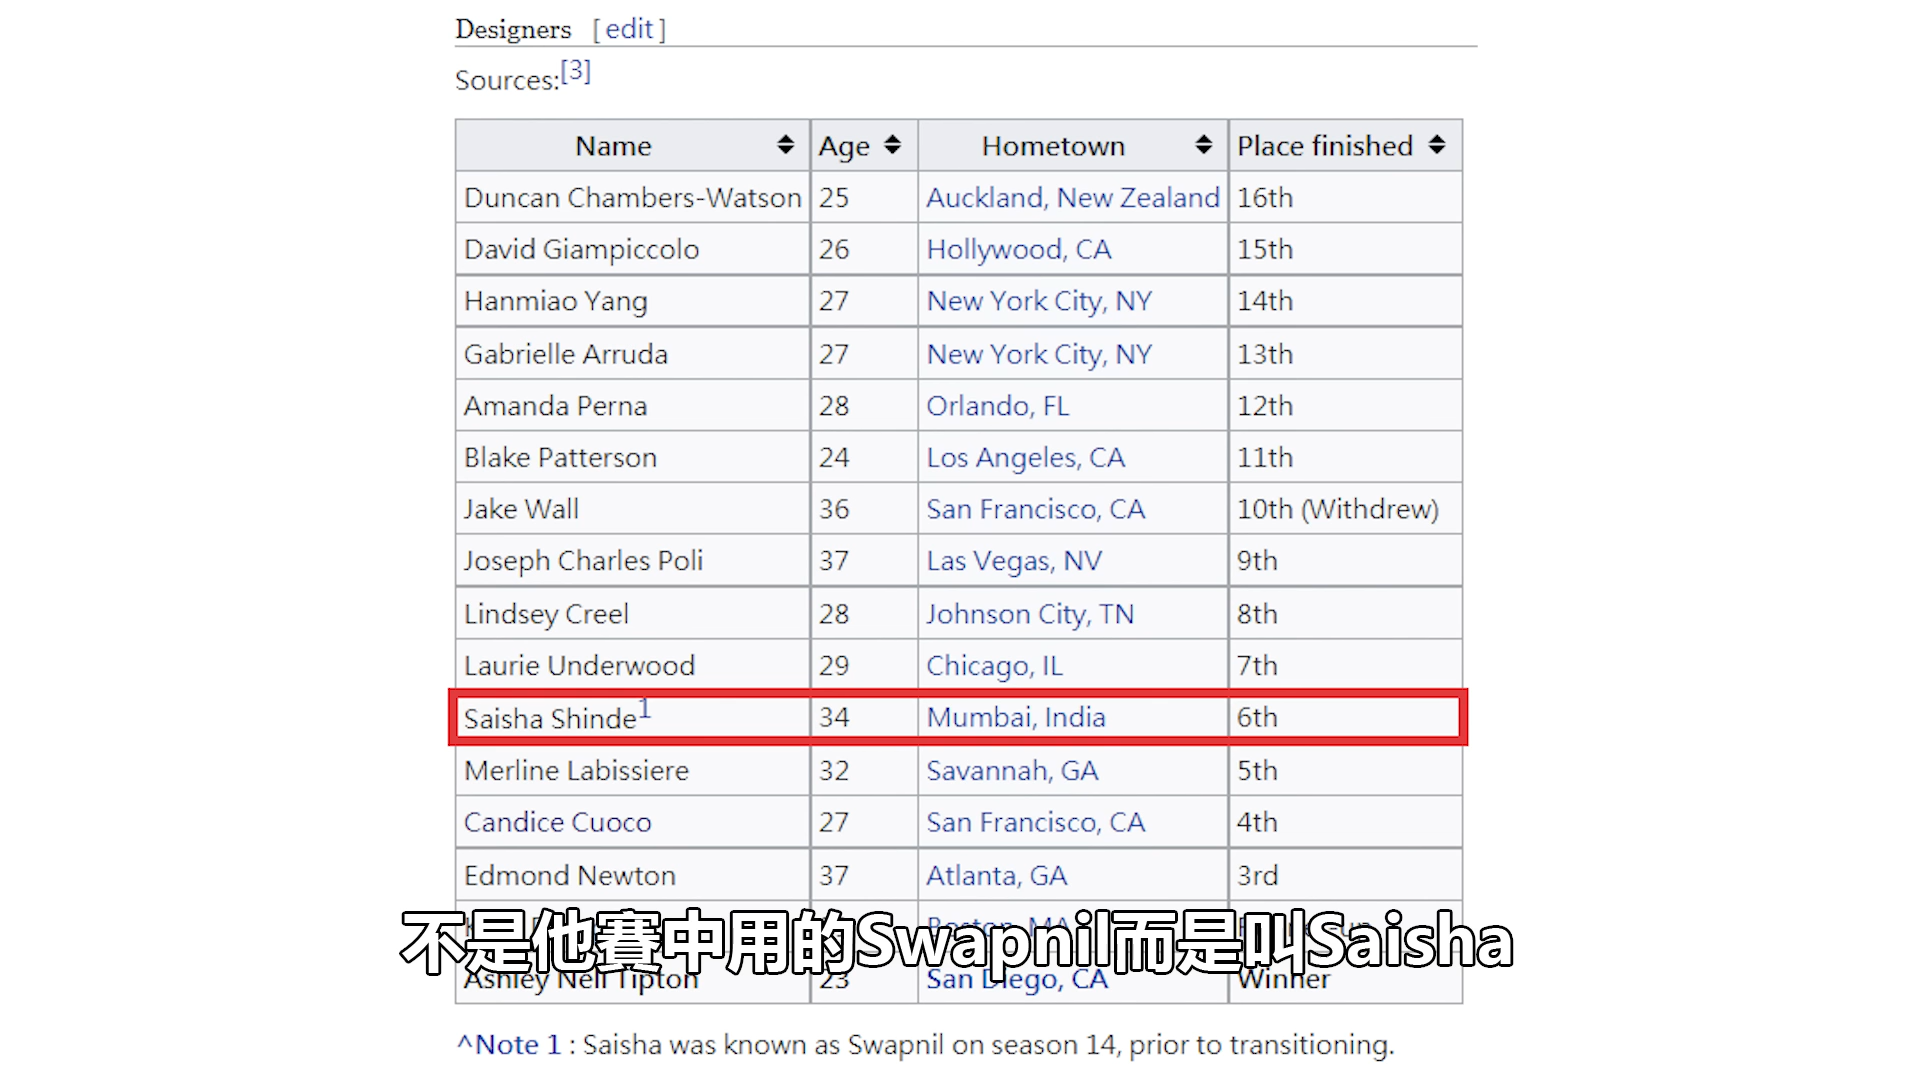 Designers [ edit ]
Sources:[3]
Name Age Hometown Place finished
Duncan Chambers-Watson 25 Auckland, New Zealand 16th
David Giampiccolo 26 Hollywood, CA 15th
Hanmiao Yang 27 New York City, NY 14th
Gabrielle Arruda 27 New York City, NY 13th
Amanda Perna 28 Orlando, FL 12th
Blake Patterson 24 Los Angeles, CA 11th
Jake Wall 36 San Francisco, CA 10th (Withdrew)
Joseph Charles Poli 37 Las Vegas, NV 9th
Lindsey Creel 28 Johnson City, TN 8th
Laurie Underwood 29 Chicago, IL 7th
Saisha Shinde1 34 Mumbai, India 6th
Merline Labissiere 32 Savannah, GA 5th
Candice Cuoco 27 San Francisco, CA 4th
Edmond Newton 37 Atlanta, GA 3rd
Boston, MA
不是他賽中用的Swapnil而是叫Saisha
Ashley Nell Tipton 23 San Diego, CA Winner
^Note 1 : Saisha was known as Swapnil on season 14, prior to transitioning.